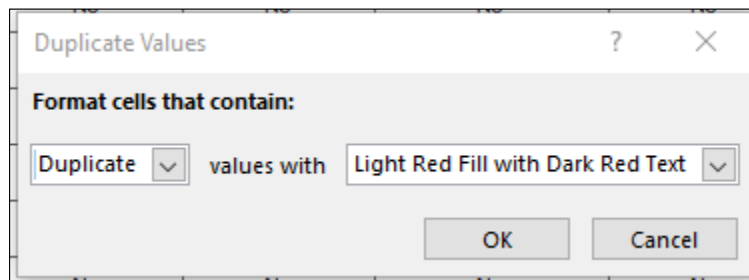 Duplicate Values ?
Format cells that contain:
Duplicate values with Light Red Fill with Dark Red Text
OK Cancel